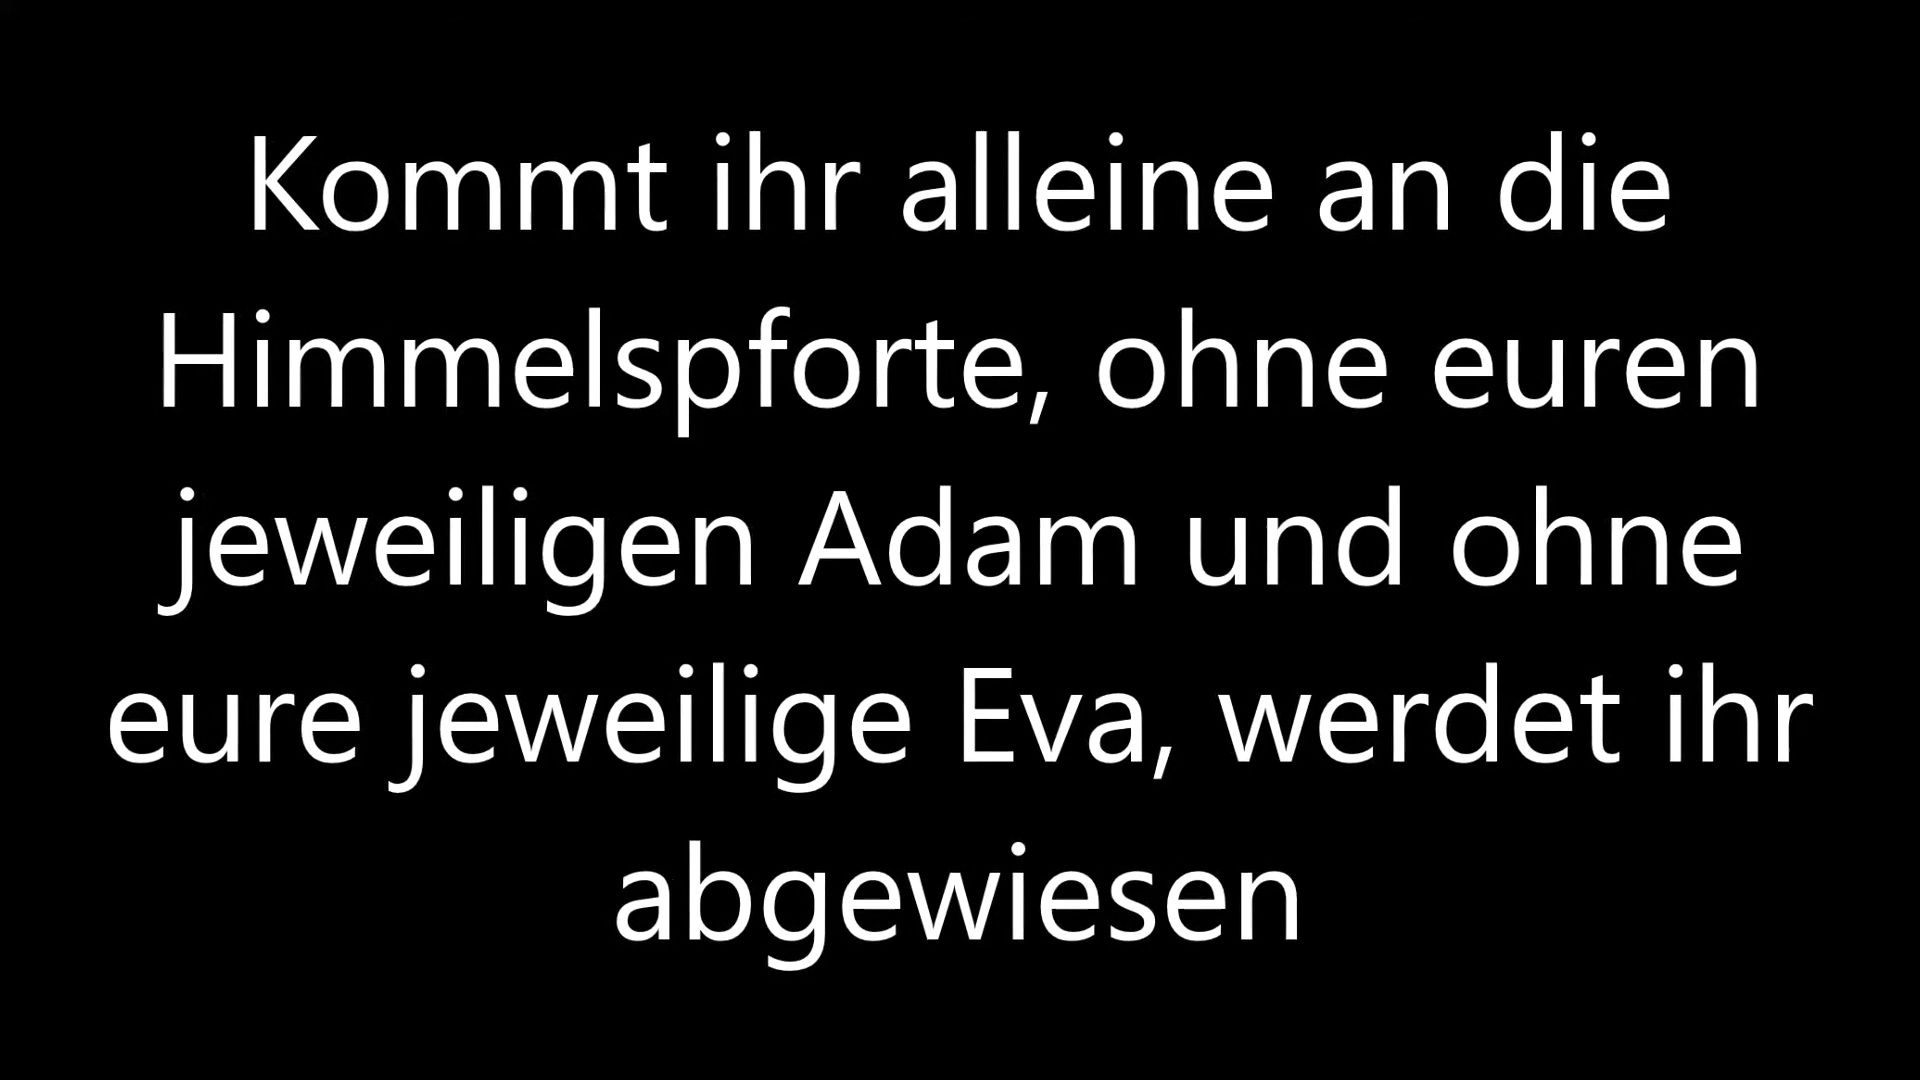 Kommt ihr alleine an die
Himmelspforte, ohne euren
jeweiligen Adam und ohne
eure jeweilige Eva, werdet ihr
abgewiesen